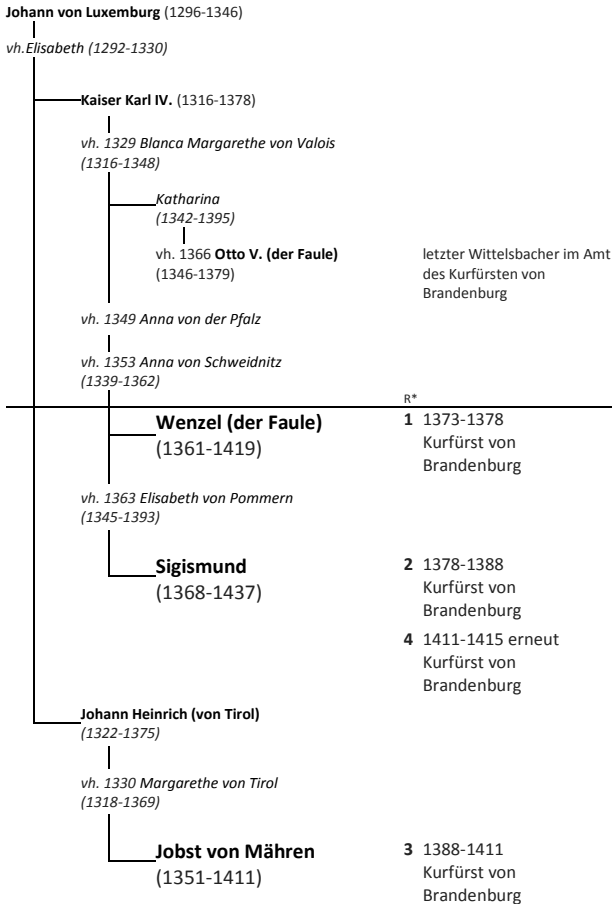 Johann von Luxemburg (1296-1346)
vh.Elisabeth (1292-1330)
Kaiser Karl IV. (1316-1378)
vh. 1329 Blanca Margarethe von Valois
(1316-1348)
Katharina
(1342-1395)
vh. 1366 Otto V. (der Faule)
(1346-1379)
letzter Wittelsbacher im Amt
des Kurfürsten von
Brandenburg
vh. 1349 Anna von der Pfalz
vh. 1353 Anna von Schweidnitz
(1339-1362)
R*
Wenzel (der Faule)
(1361-1419)
1 1373-1378
Kurfürst von
Brandenburg
vh. 1363 Elisabeth von Pommern
(1345-1393)
Sigismund
(1368-1437)
2 1378-1388
Kurfürst von
Brandenburg
4 1411-1415 erneut
Kurfürst von
Brandenburg
Johann Heinrich (von Tirol)
(1322-1375)
vh. 1330 Margarethe von Tirol
(1318-1369)
Jobst von Mähren
(1351-1411)
3 1388-1411
Kurfürst von
Brandenburg